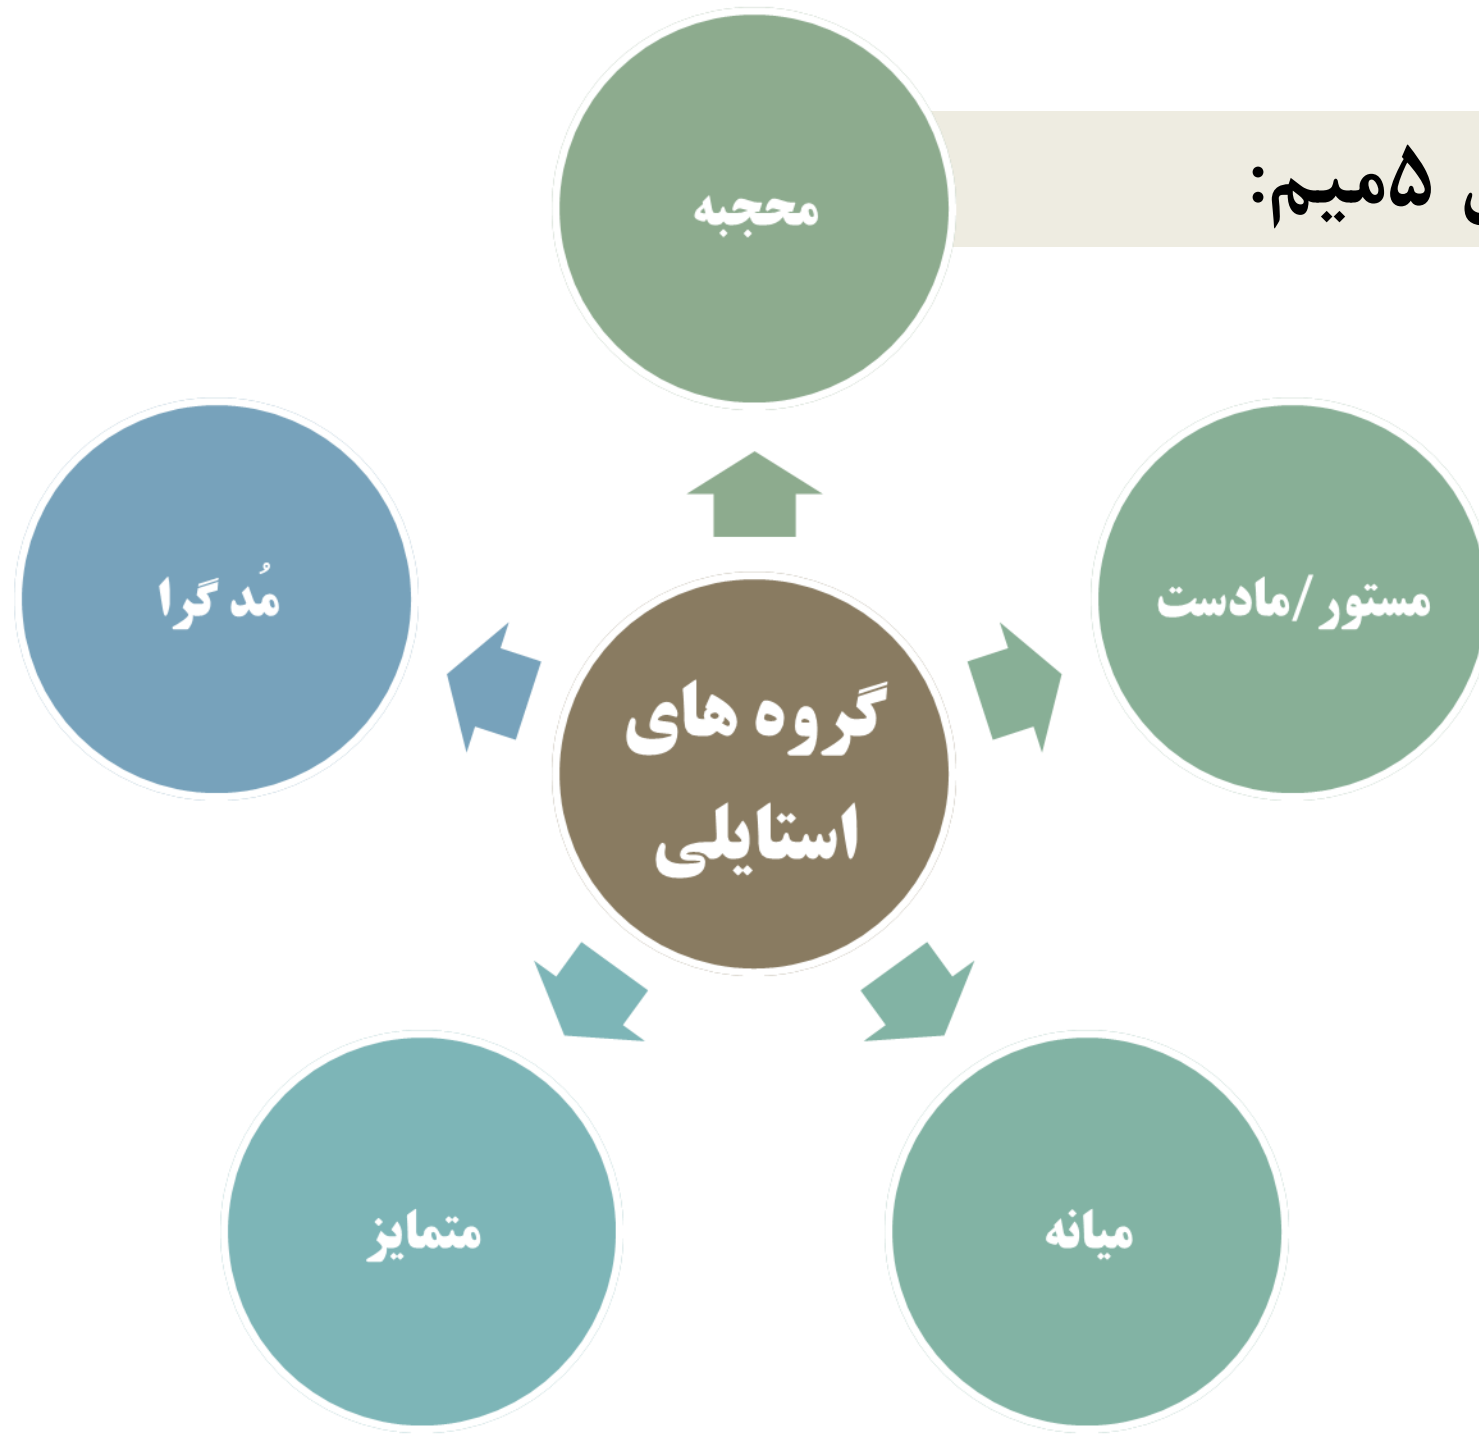 ۵میم:
محجبه
مستور /مادست
مُد گرا
گروه های
استایلی
میانه
متمایز